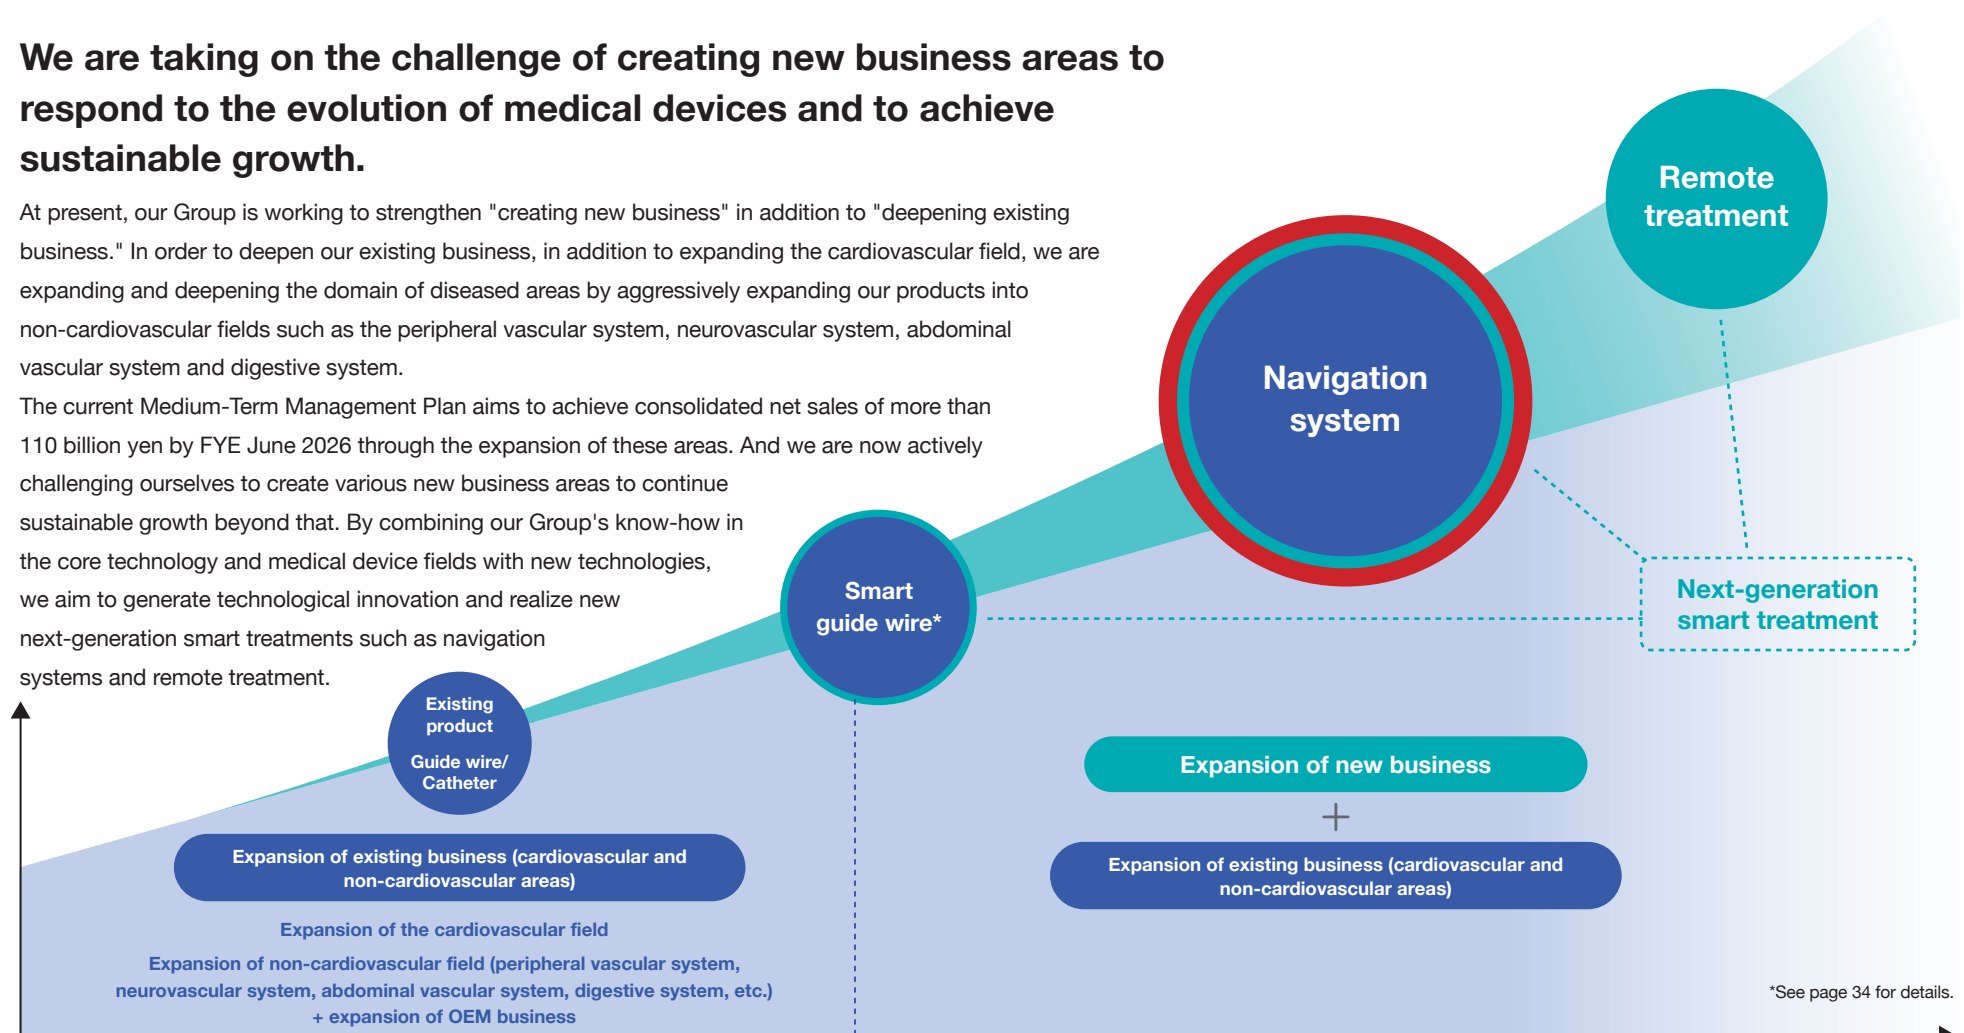 We are taking on the challenge of creating new business areas to
respond to the evolution of medical devices and to achieve
sustainable growth.
At present, our Group is working to strengthen "creating new business" in addition to "deepening existing
business." In order to deepen our existing business, in addition to expanding the cardiovascular field, we are
expanding and deepening the domain of diseased areas by aggressively expanding our products into
non-cardiovascular fields such as the peripheral vascular system, neurovascular system, abdominal
vascular system and digestive system.
The current Medium-Term Management Plan aims to achieve consolidated net sales of more than
110 billion yen by FYE June 2026 through the expansion of these areas. And we are now actively
challenging ourselves to create various new business areas to continue
sustainable growth beyond that. By combining our Group's know-how in
the core technology and medical device fields with new technologies,
we aim to generate technological innovation and realize new
next-generation smart treatments such as navigation
systems and remote treatment.
Remote
treatment
Navigation
system
Smart
guide wire*
Next-generation
smart treatment
Existing
product
Guide wire/
Catheter
Expansion of new business
+
Expansion of existing business (cardiovascular and
non-cardiovascular areas)
Expansion of existing business (cardiovascular and
non-cardiovascular areas)
Expansion of the cardiovascular field
Expansion of non-cardiovascular field (peripheral vascular system,
neurovascular system, abdominal vascular system, digestive system, etc.)
+ expansion of OEM business
*See page 34 for details.